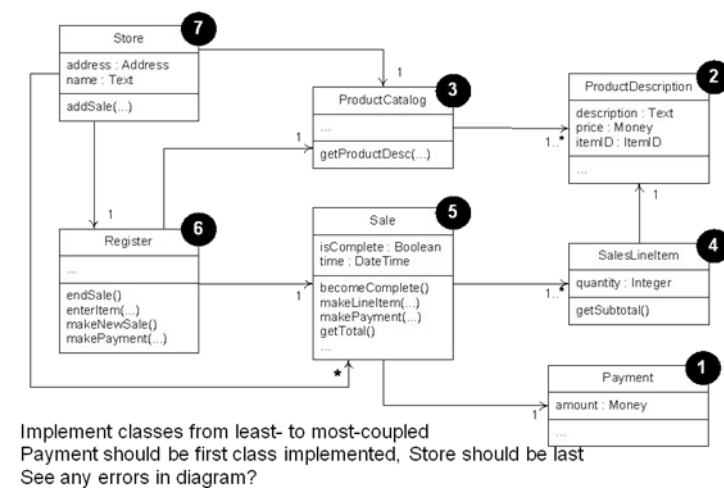 7
Store
address : Address
name : Text
addSale(...)
1
3
ProductCatalog
...
getProductDesc(...)
1
1..*
2
ProductDescription
description : Text
price : Money
itemID : ItemID
...
1
1
6
Register
...
endSale()
enterItem(...)
makeNewSale()
makePayment(...)
1
5
Sale
isComplete : Boolean
time : DateTime
becomeComplete()
makeLineItem(...)
makePayment(...)
getTotal()
...
*
1..*
4
SalesLineItem
quantity : Integer
getSubtotal()
1
1
Payment
amount : Money
...
Implement classes from least- to most-coupled
Payment should be first class implemented, Store should be last
See any errors in diagram?